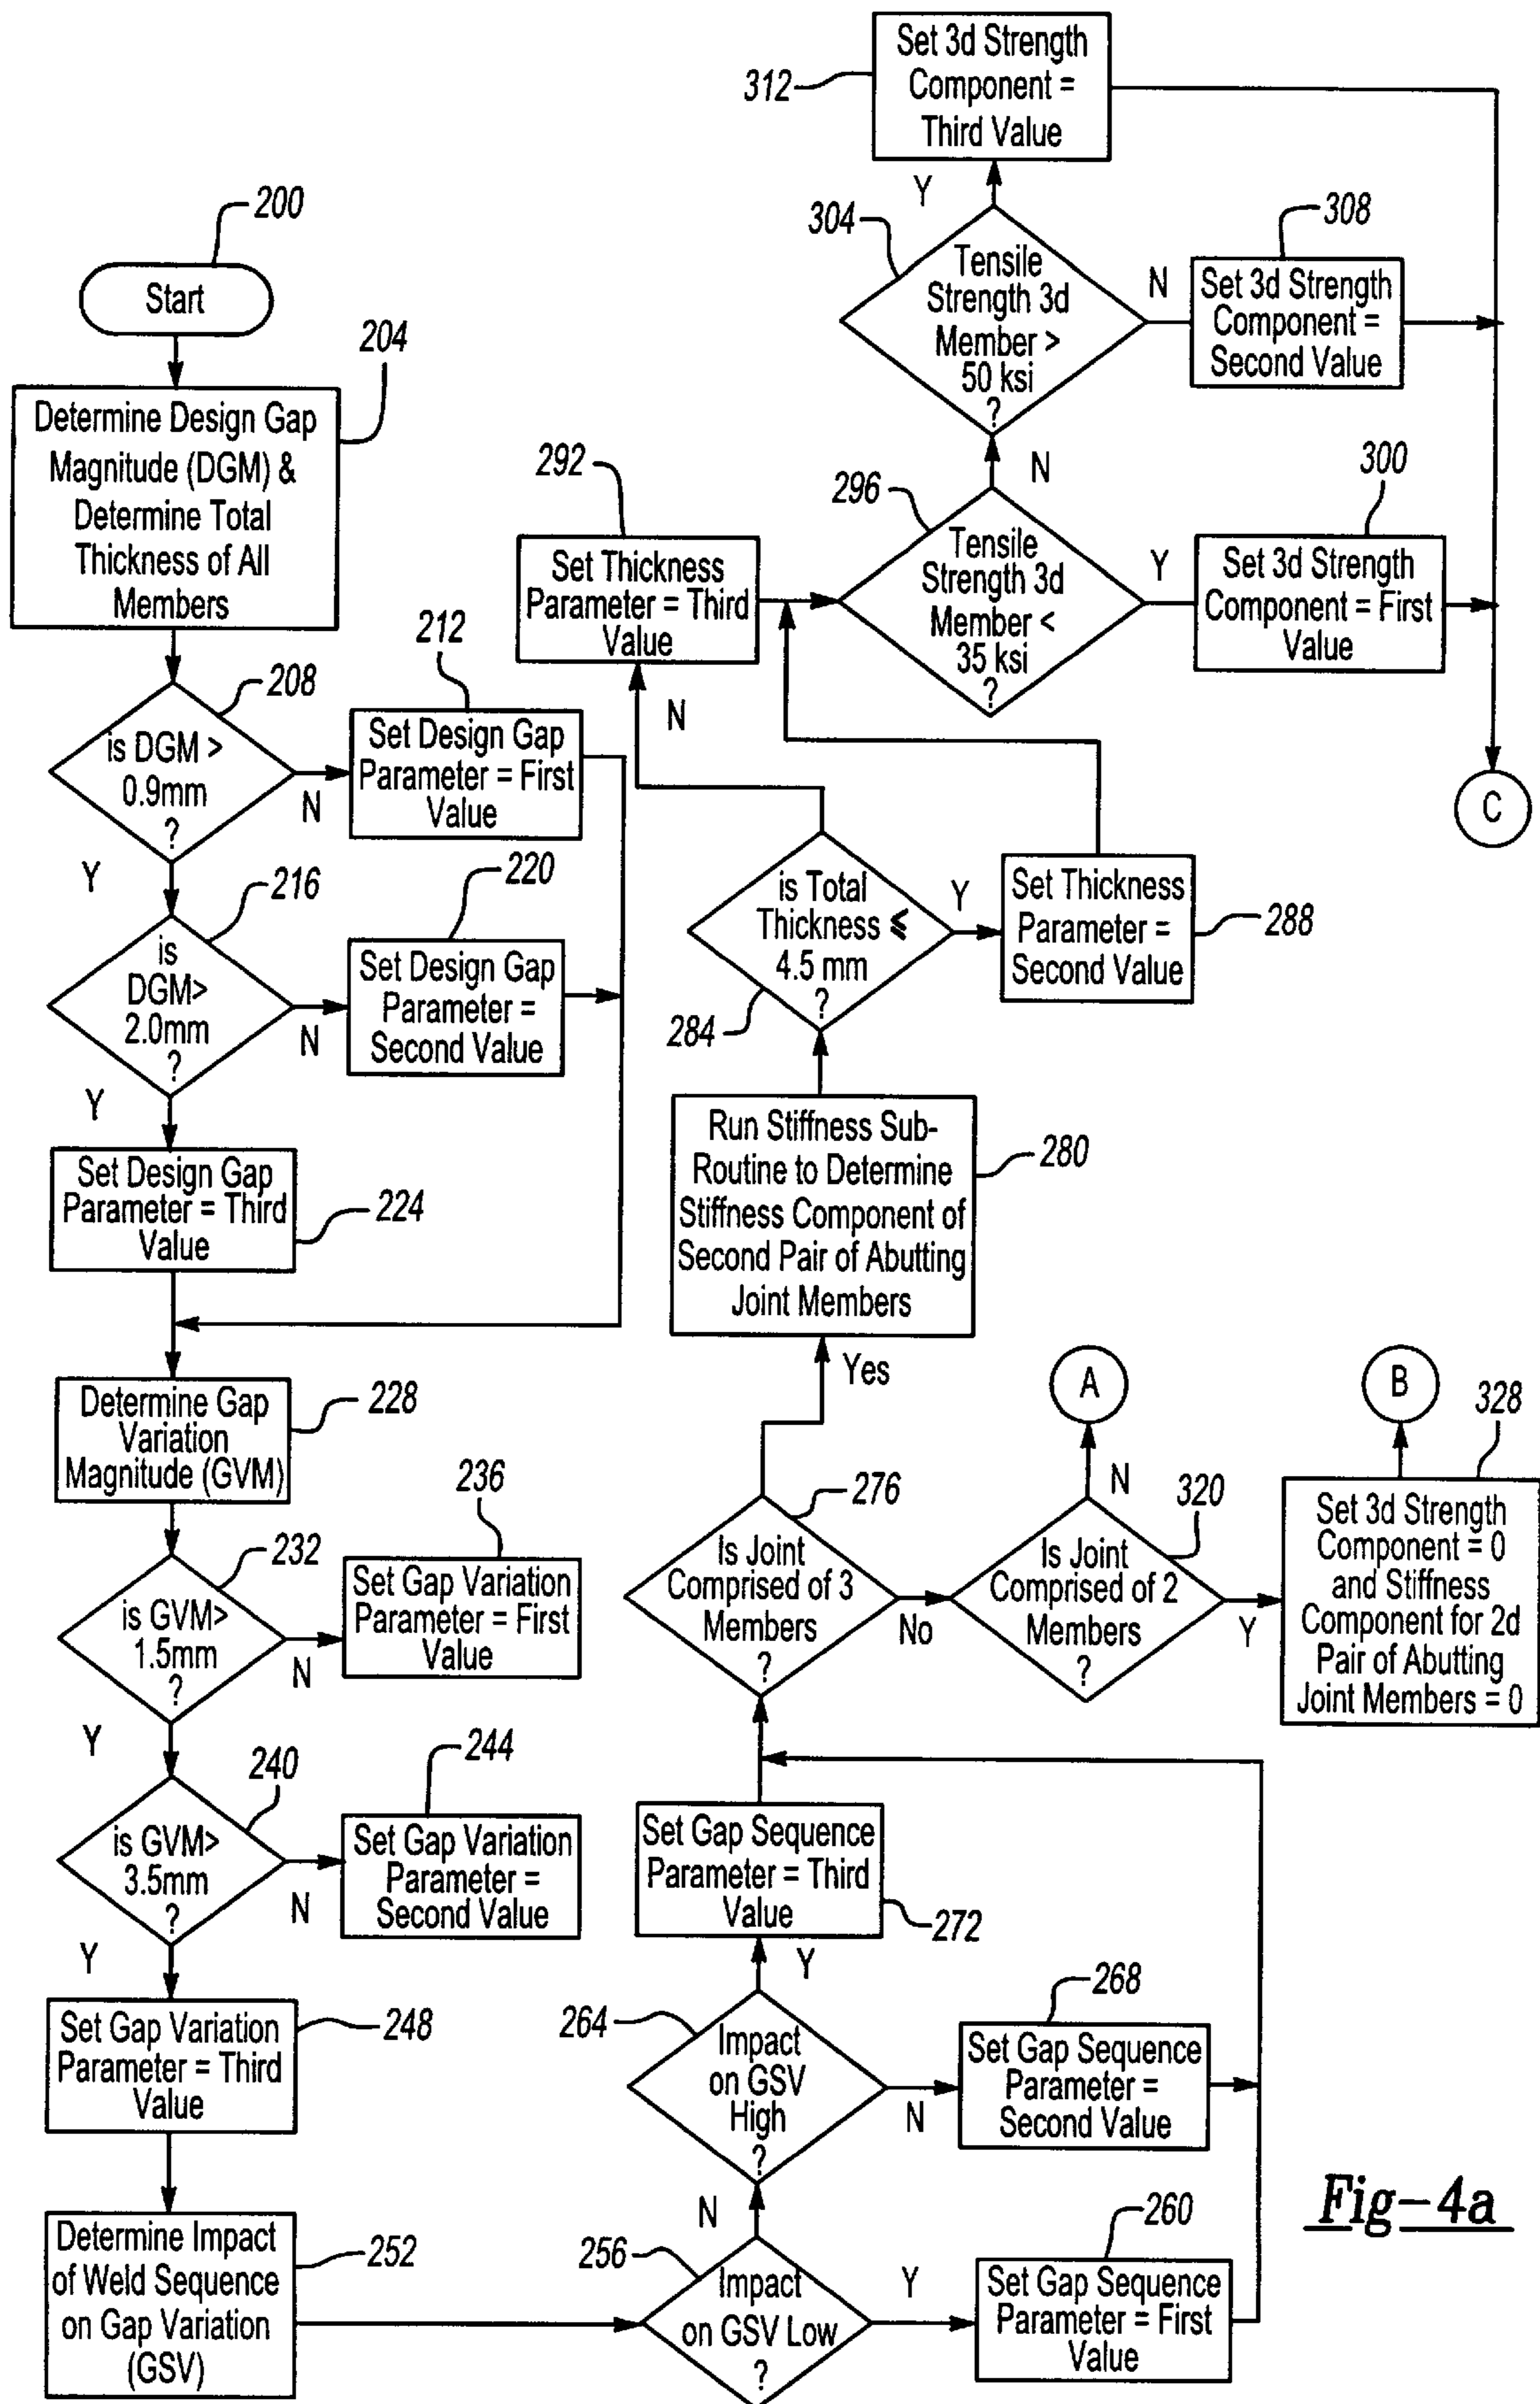 200
Start
204
Determine Design Gap
Magnitude (DGM) &
Determine Total
Thickness of All
Members
208
is DGM >
0.9mm
?
N
Y
212
Set Design Gap
Parameter = First
Value
216
is
DGM>
2.0mm
?
N
Y
220
Set Design Gap
Parameter =
Second Value
Set Design Gap
Parameter = Third
Value
224
Determine Gap
Variation
Magnitude (GVM)
228
232
is GVM>
1.5mm
?
N
Y
236
Set Gap Variation
Parameter = First
Value
240
is GVM>
3.5mm
?
N
Y
244
Set Gap Variation
Parameter =
Second Value
Set Gap Variation
Parameter = Third
Value
248
Determine Impact
of Weld Sequence
on Gap Variation
(GSV)
252
256
Impact
on GSV Low
?
Y
N
260
Set Gap Sequence
Parameter = First
Value
264
Impact
on GSV
High
?
N
Y
268
Set Gap Sequence
Parameter =
Second Value
Set Gap Sequence
Parameter = Third
Value
272
276
Is Joint
Comprised of 3
Members
?
No
Yes
320
Is Joint
Comprised of 2
Members
?
N
Y
A
B
328
Set 3d Strength
Component = 0
and Stiffness
Component for 2d
Pair of Abutting
Joint Members = 0
Run Stiffness Sub-
Routine to Determine
Stiffness Component of
Second Pair of Abutting
Joint Members
280
284
is Total
Thickness ⩽
4.5 mm
?
Y
N
Set Thickness
Parameter =
Second Value
288
292
Set Thickness
Parameter = Third
Value
296
Tensile
Strength 3d
Member <
35 ksi
?
Y
N
300
Set 3d Strength
Component = First
Value
304
Tensile
Strength 3d
Member >
50 ksi
?
N
Y
308
Set 3d Strength
Component =
Second Value
312
Set 3d Strength
Component =
Third Value
C
Fig-4a